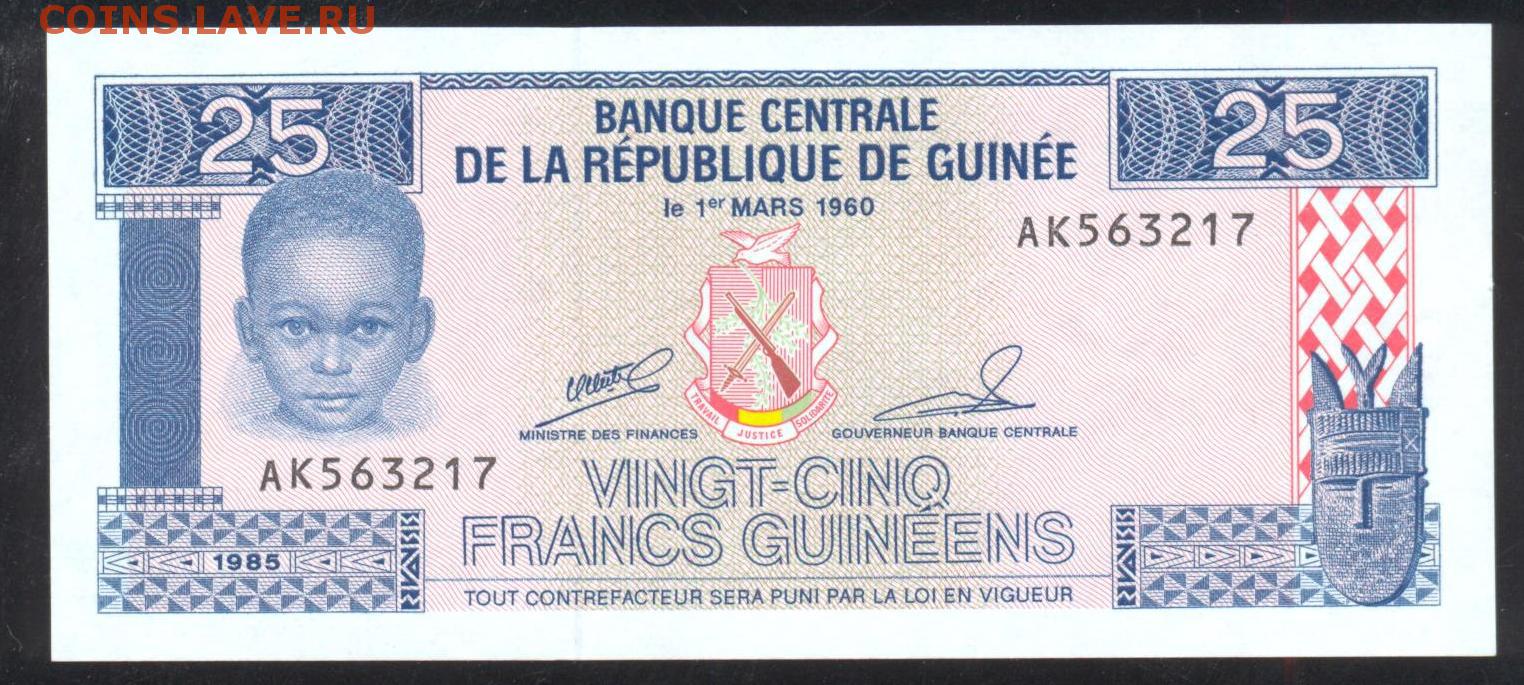 COINS.LAVE.RU
25
25
BANQUE CENTRALE
DE LA RÉPUBLIQUE DE GUINÉE
le 1er MARS 1960
AK563217
TRAVAIL JUSTICE SOLIDARITE
MINISTRE DES FINANCES
GOUVERNEUR BANQUE CENTRALE
AK563217
VINGT-CINQ
FRANCS GUINÉENS
1985
TOUT CONTREFACTEUR SERA PUNI PAR LA LOI EN VIGUEUR